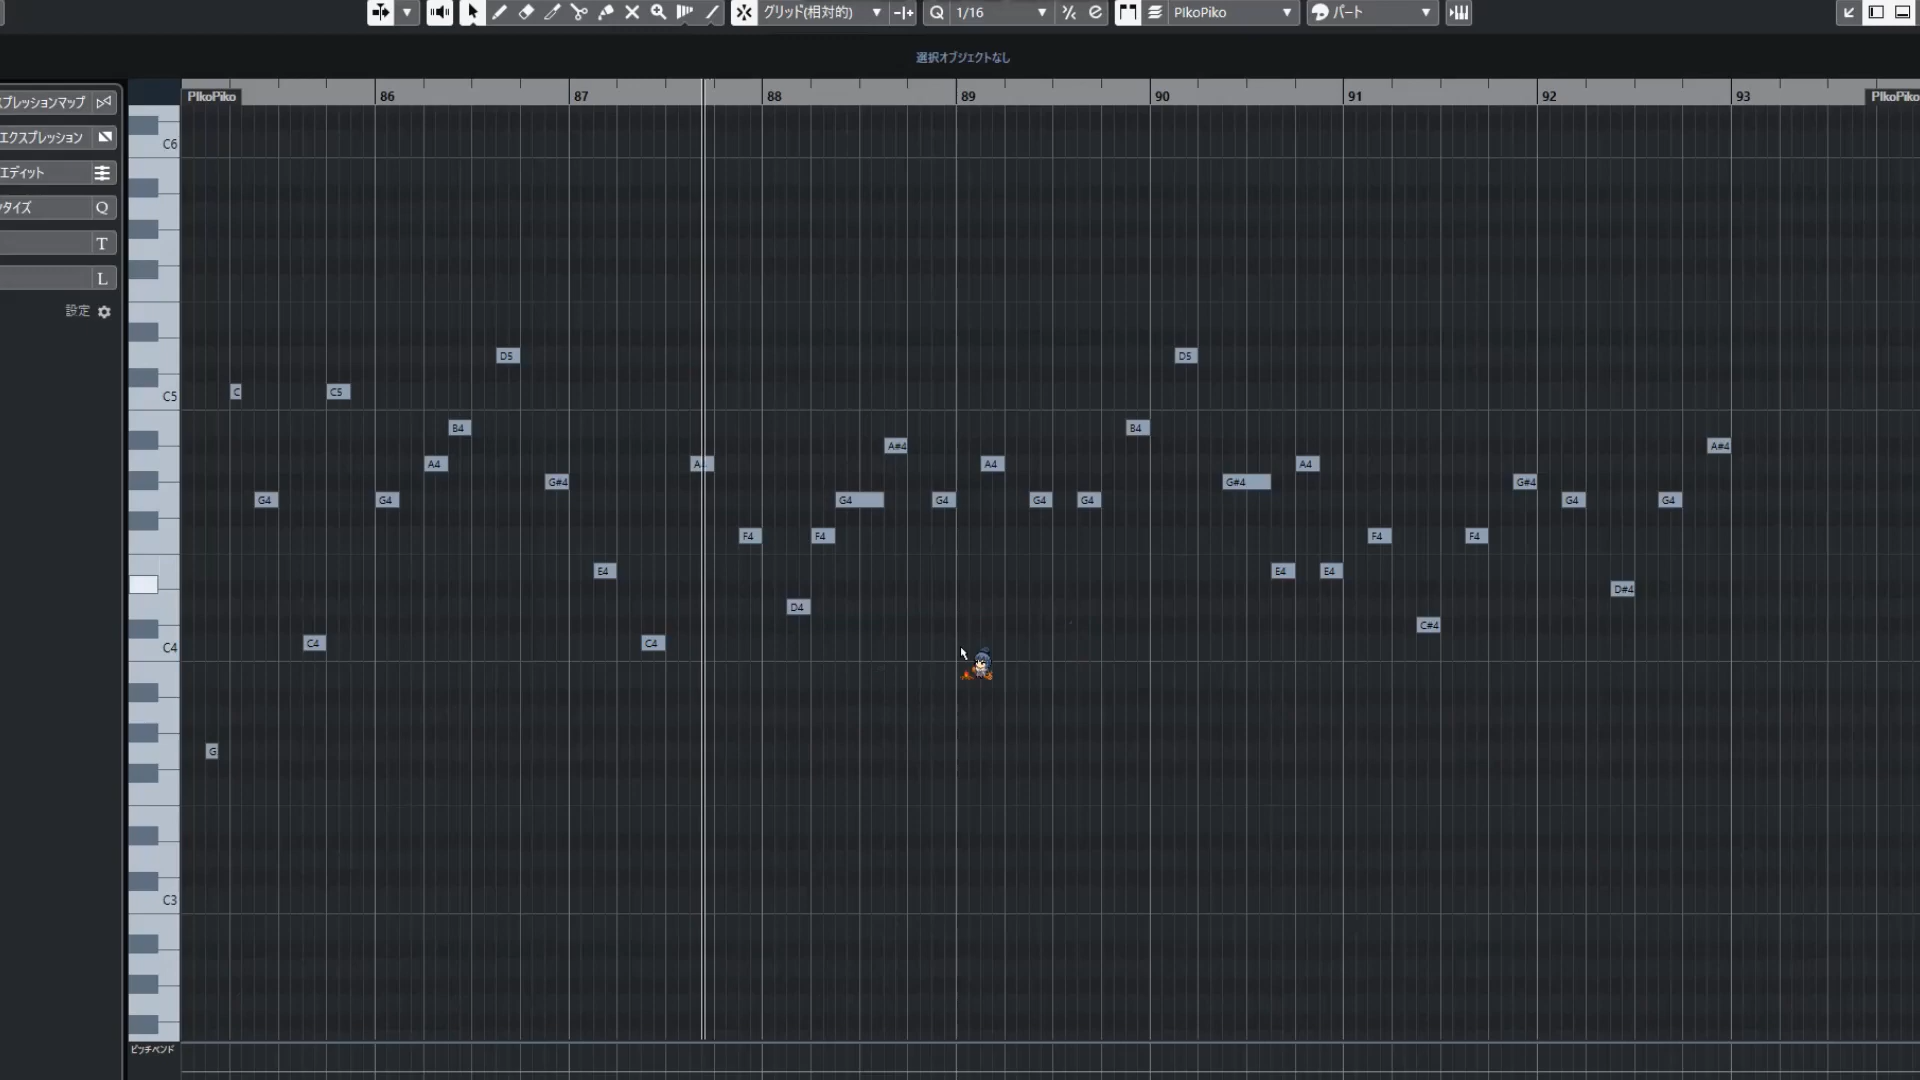 グリッド(相対的) 1/16 PIkoPiko パート
選択オブジェクトなし
PIkoPiko 86 87 88 89 90 91 92 93 PIkoPiko
スプレッションマップ
エクスプレッション
エディット
ンタイズ Q
T
L
設定
C6
D5 D5
C5 C C5
B4 B4
A#4 A#4
A4 A4 A4
G#4 G#4 G#4
G4 G4 G4 G4 G4 G4 G4 G4
F4 F4 F4 F4
E4 E4 E4
D#4
D4
C#4
C4 C4 C4
G
C3
ピッチベンド